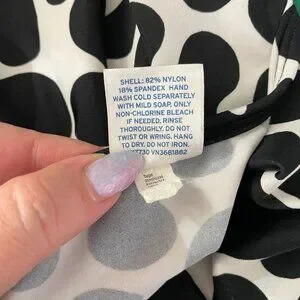 SHELL: 82% NYLON
18% SPANDEX HAND
WASH COLD SEPARATELY
WITH MILD SOAP. ONLY
NON-CHLORINE BLEACH
IF NEEDED, RINSE
THOROUGHLY. DO NOT
TWIST OR WRING. HANG
TO DRY. DO NOT IRON.
VN3681882